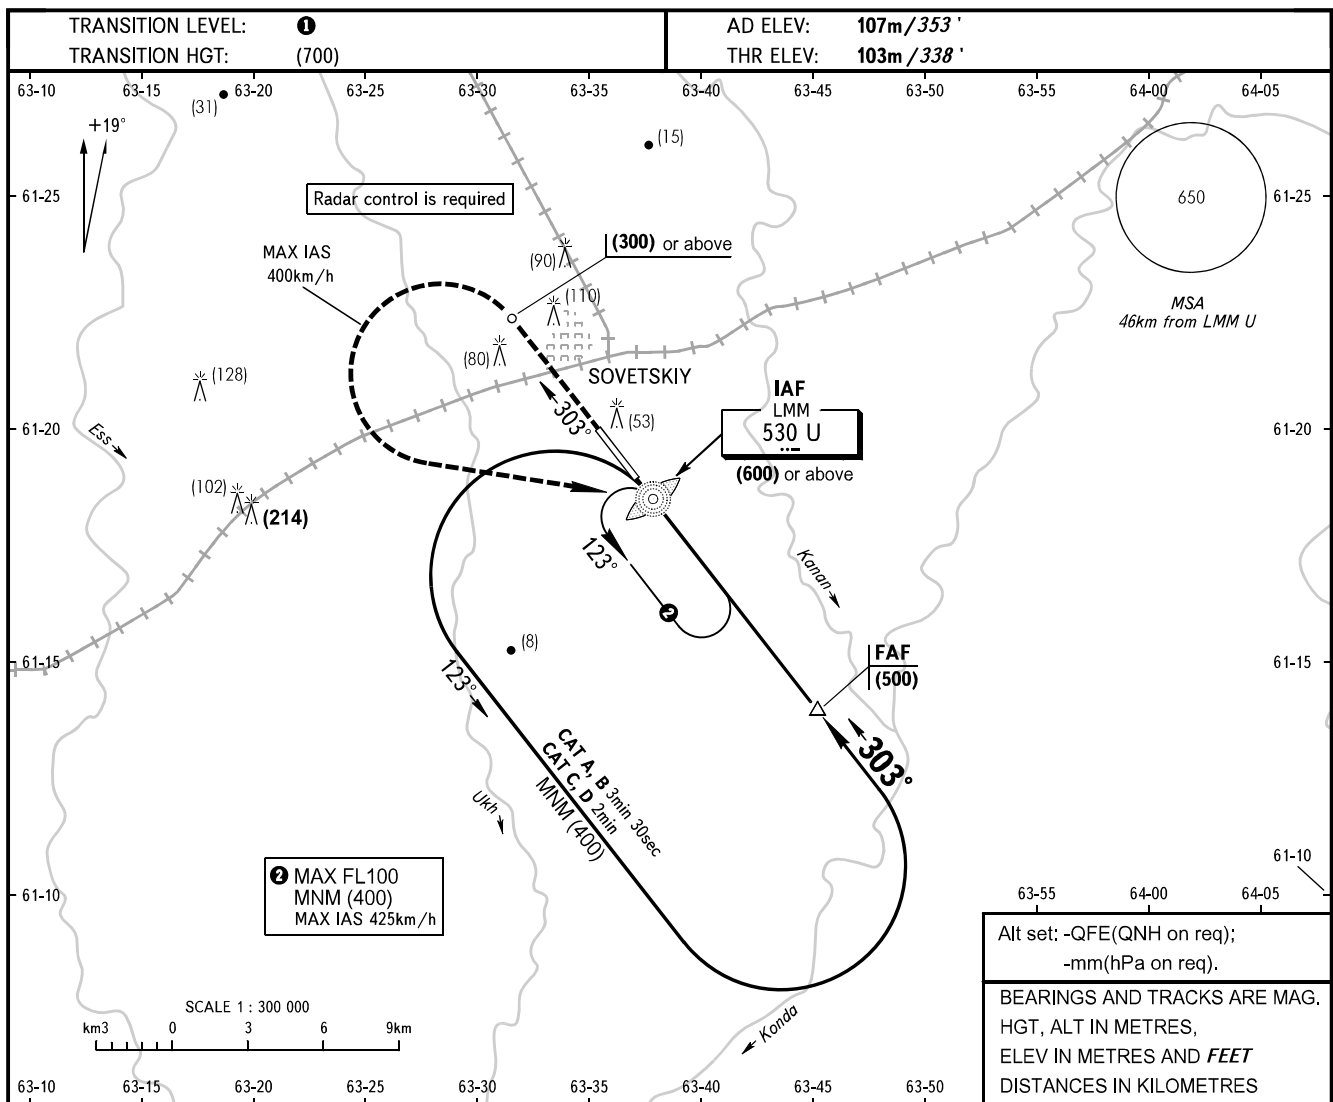 TRANSITION LEVEL: ❶
TRANSITION HGT: (700)
AD ELEV: 107m/353 '
THR ELEV: 103m/338 '
63-10 63-15 63-20 63-25 63-30 63-35 63-40 63-45 63-50 63-55 64-00 64-05
(31)
+19°
(15)
61-25
61-25
Radar control is required
650
(300) or above
MAX IAS
400km/h
(90)
(110)
MSA
46km from LMM U
(80)
(128)
SOVETSKIY
IAF
LMM
530 U
(600) or above
303°
(53)
61-20
61-20
Ess
(102)
(214)
123°
Kanan
❷
(8)
FAF
(500)
61-15
61-15
123°
303°
CAT A, B 3min 30sec
CAT C, D 2min
MNM (400)
Ukh
❷ MAX FL100
MNM (400)
MAX IAS 425km/h
61-10
61-10
63-55 64-00 64-05
Alt set: -QFE(QNH on req);
-mm(hPa on req).
SCALE 1 : 300 000
km3 0 3 6 9km
Konda
BEARINGS AND TRACKS ARE MAG.
HGT, ALT IN METRES,
ELEV IN METRES AND FEET
DISTANCES IN KILOMETRES
63-10 63-15 63-20 63-25 63-30 63-35 63-40 63-45 63-50